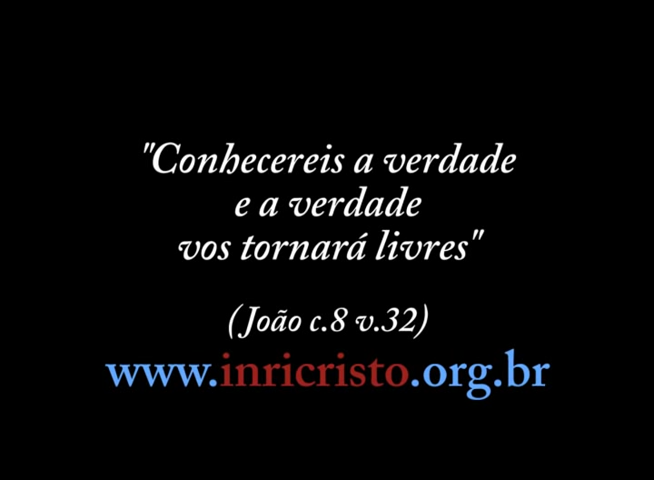 "Conhecereis a verdade
e a verdade
vos tornará livres"
(João c.8 v.32)
www.inricristo.org.br